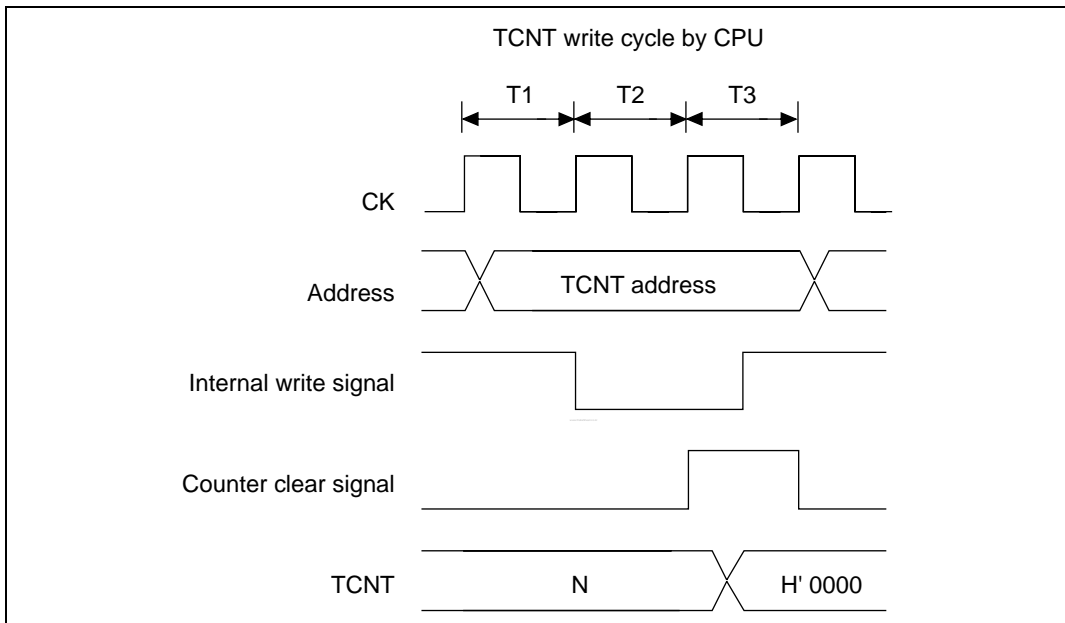 TCNT write cycle by CPU
T1 T2 T3
CK
Address TCNT address
Internal write signal
Counter clear signal
TCNT N H' 0000